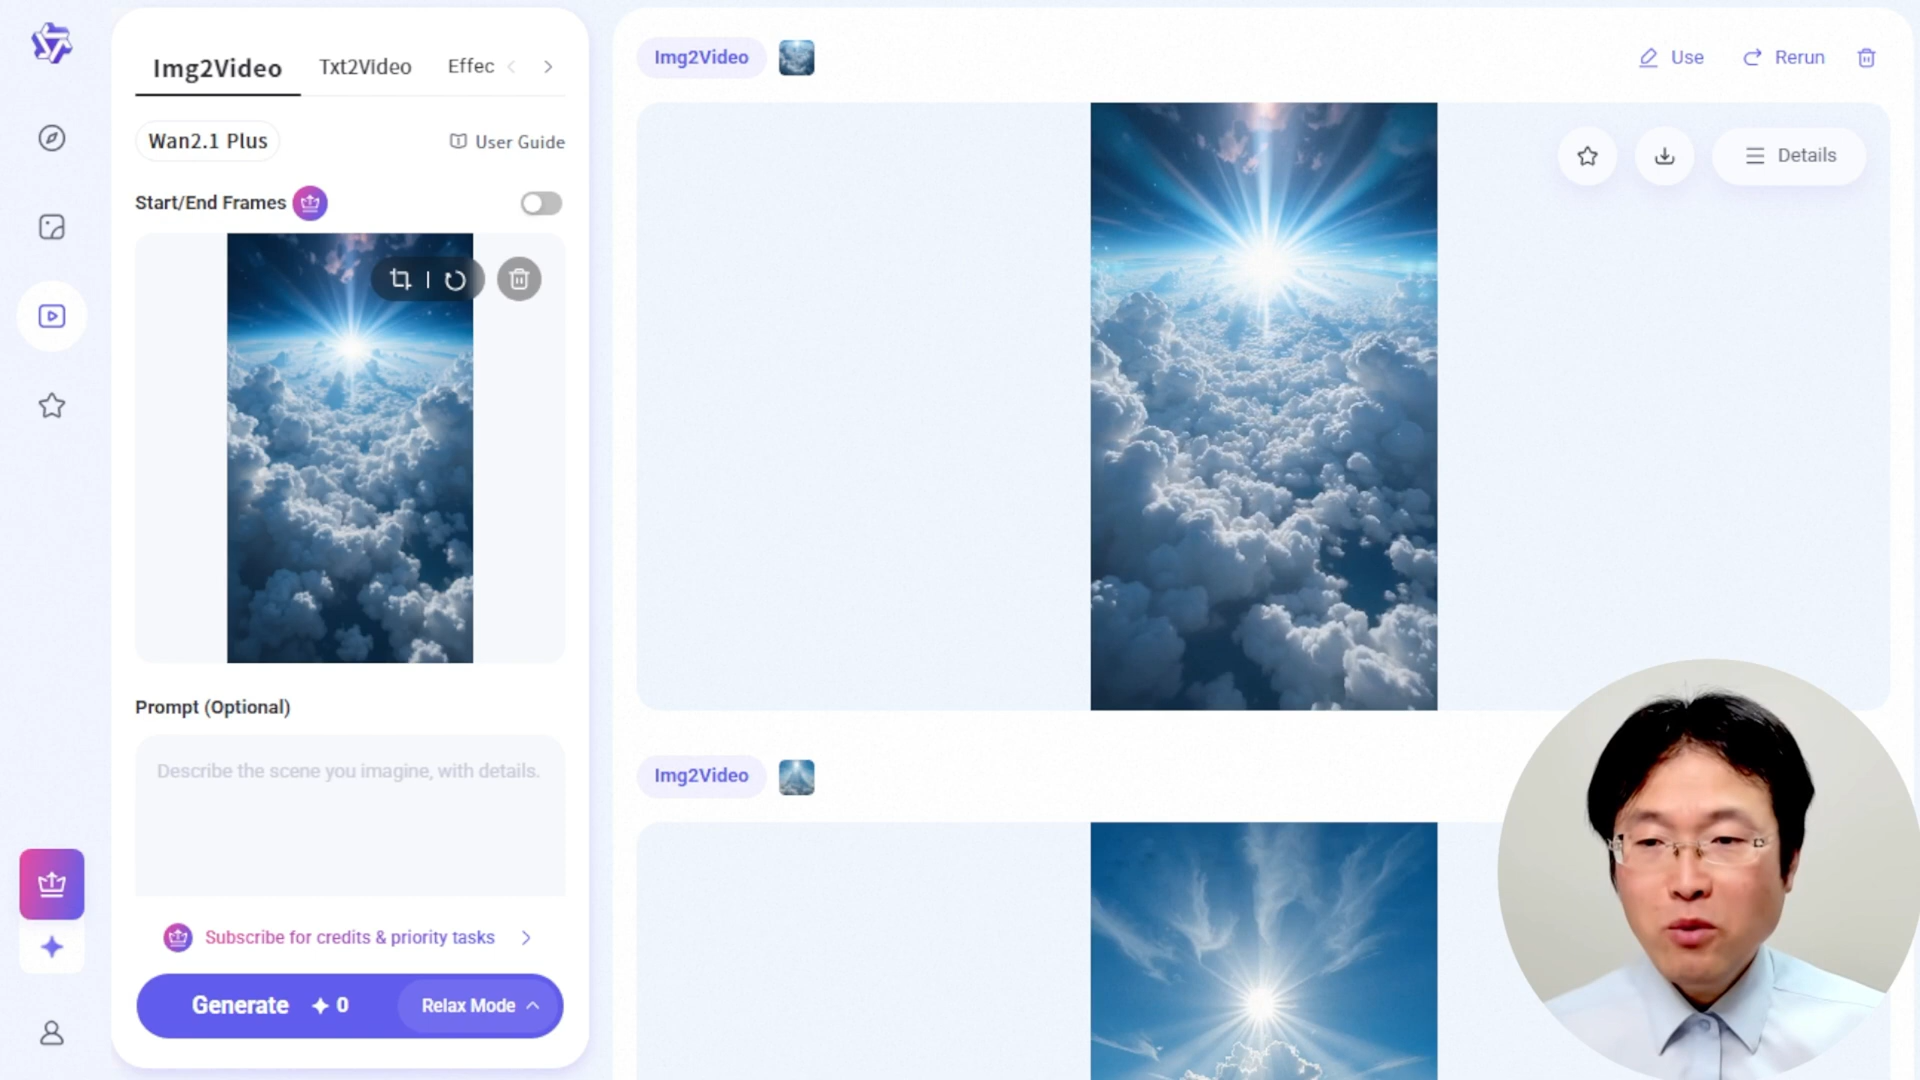 Img2Video Txt2Video Effec
Wan2.1 Plus
User Guide
Start/End Frames
Prompt (Optional)
Describe the scene you imagine, with details.
Subscribe for credits & priority tasks
Generate 0 Relax Mode
Img2Video
Use Rerun
Details
Img2Video